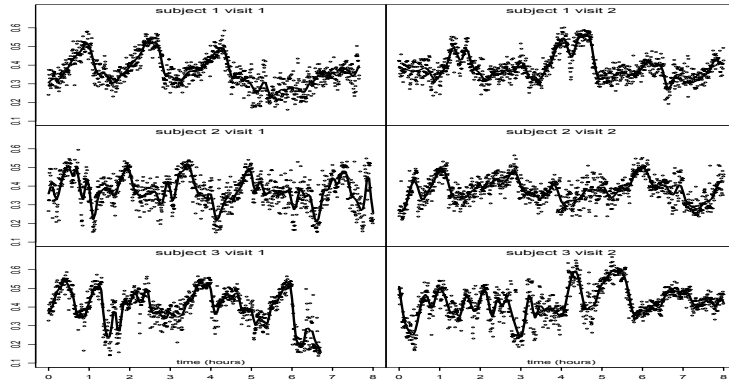 subject 1 visit 1
subject 1 visit 2
0.1 0.2 0.3 0.4 0.5 0.6
subject 2 visit 1
subject 2 visit 2
0.1 0.2 0.3 0.4 0.5 0.6
subject 3 visit 1
subject 3 visit 2
0.1 0.2 0.3 0.4 0.5 0.6
time (hours)
time (hours)
0 1 2 3 4 5 6 7 8
0 1 2 3 4 5 6 7 8